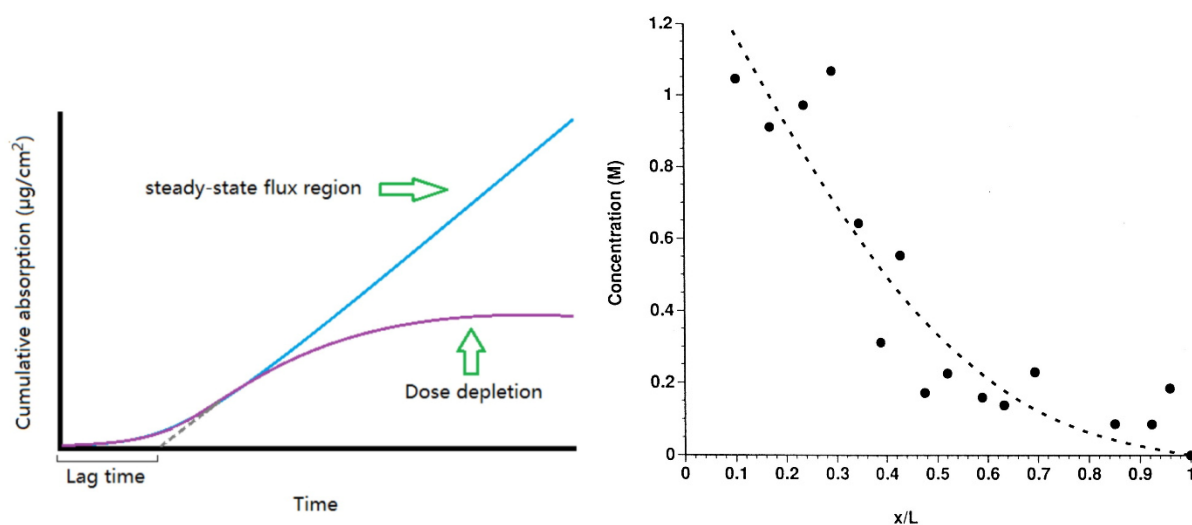 Cumulative absorption (μg/cm²)
steady-state flux region
Dose depletion
Lag time
Time
Concentration (M)
1.2
1
0.8
0.6
0.4
0.2
0
0
0.1
0.2
0.3
0.4
0.5
0.6
0.7
0.8
0.9
1
x/L